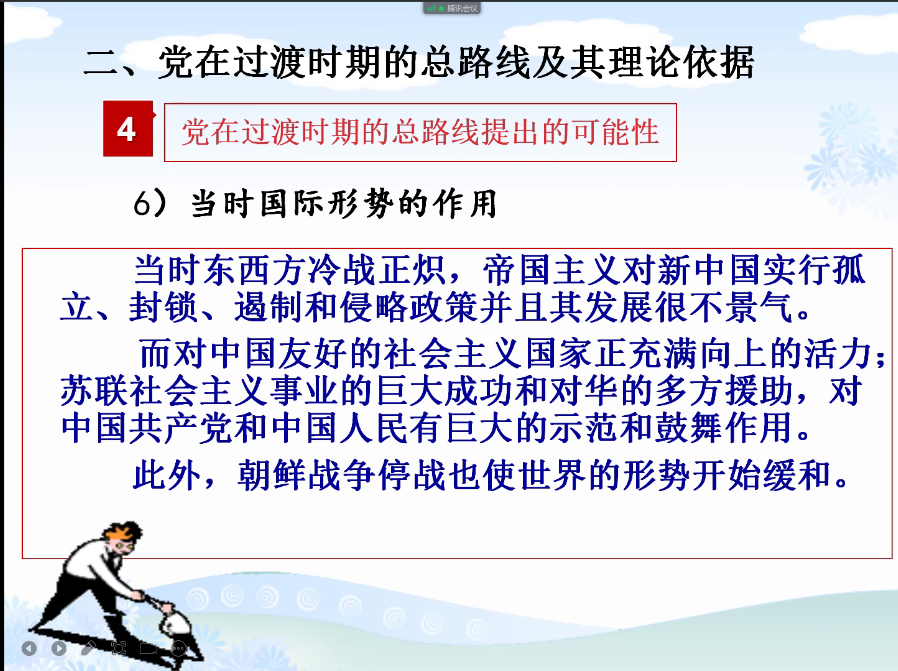 腾讯会议
二、党在过渡时期的总路线及其理论依据
4
党在过渡时期的总路线提出的可能性
6）当时国际形势的作用
当时东西方冷战正炽，帝国主义对新中国实行孤
立、封锁、遏制和侵略政策并且其发展很不景气。
而对中国友好的社会主义国家正充满向上的活力；
苏联社会主义事业的巨大成功和对华的多方援助，对
中国共产党和中国人民有巨大的示范和鼓舞作用。
此外，朝鲜战争停战也使世界的形势开始缓和。